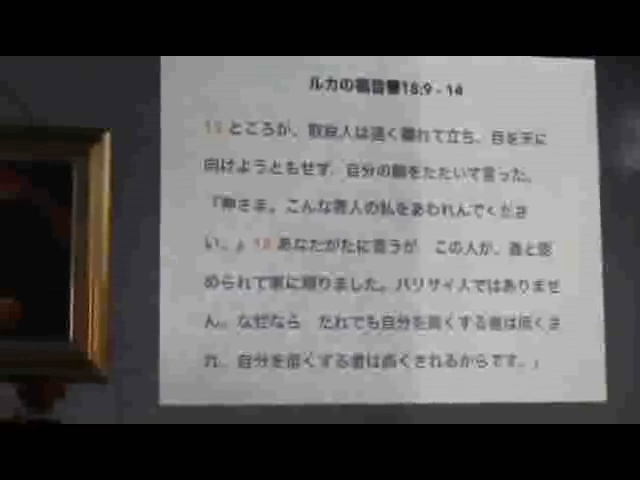 ルカの福音書18:9 - 14
13 ところが、取税人は遠く離れて立ち、目を天に
向けようともせず、自分の胸をたたいて言った。
『神さま。こんな罪人の私をあわれんでくださ
い。』 14 あなたがたに言うが、この人が、義と認
められて家に帰りました。パリサイ人ではありませ
ん。なぜなら、だれでも自分を高くする者は低くさ
れ、自分を低くする者は高くされるからです。」